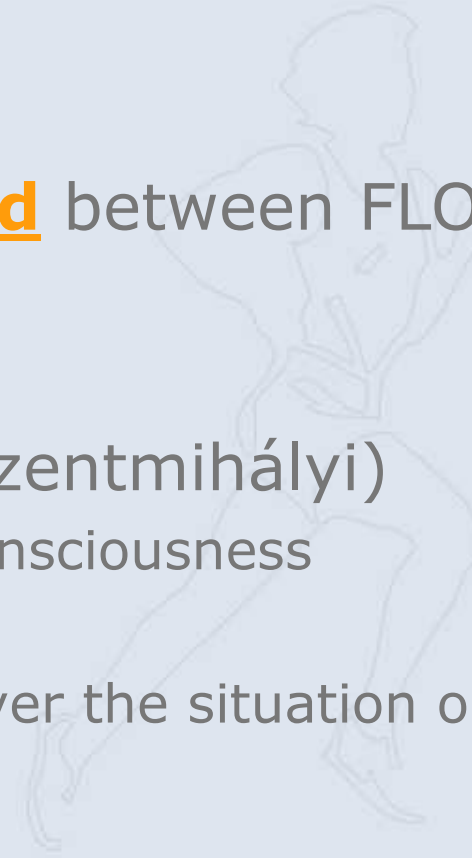 d between FLO
zentmihályi)
nsciousness
ver the situation o